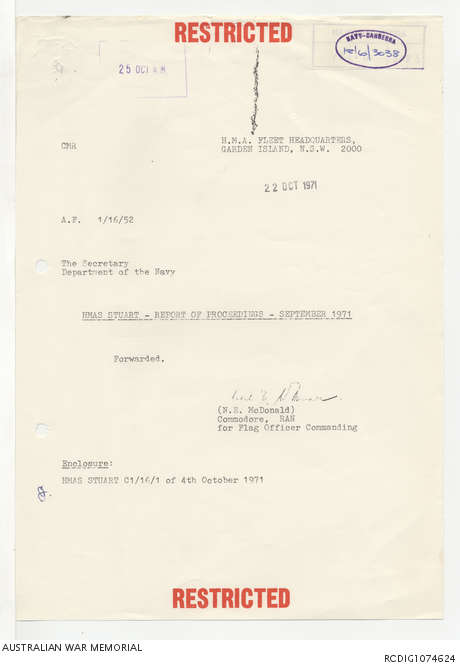 RESTRICTED
25 OCT
NAVY-CANBERRA
CMR
H.M.A. FLEET HEADQUARTERS,
GARDEN ISLAND, N.S.W. 2000
22 OCT 1971
A.F. 1/16/52
The Secretary
Department of the Navy
HMAS STUART - REPORT OF PROCEEDINGS - SEPTEMBER 1971
Forwarded.
(N.E. McDonald)
Commodore, RAN
for Flag Officer Commanding
Enclosure:
HMAS STUART C1/16/1 of 4th October 1971
RESTRICTED
AUSTRALIAN WAR MEMORIAL
RCDIG1074624